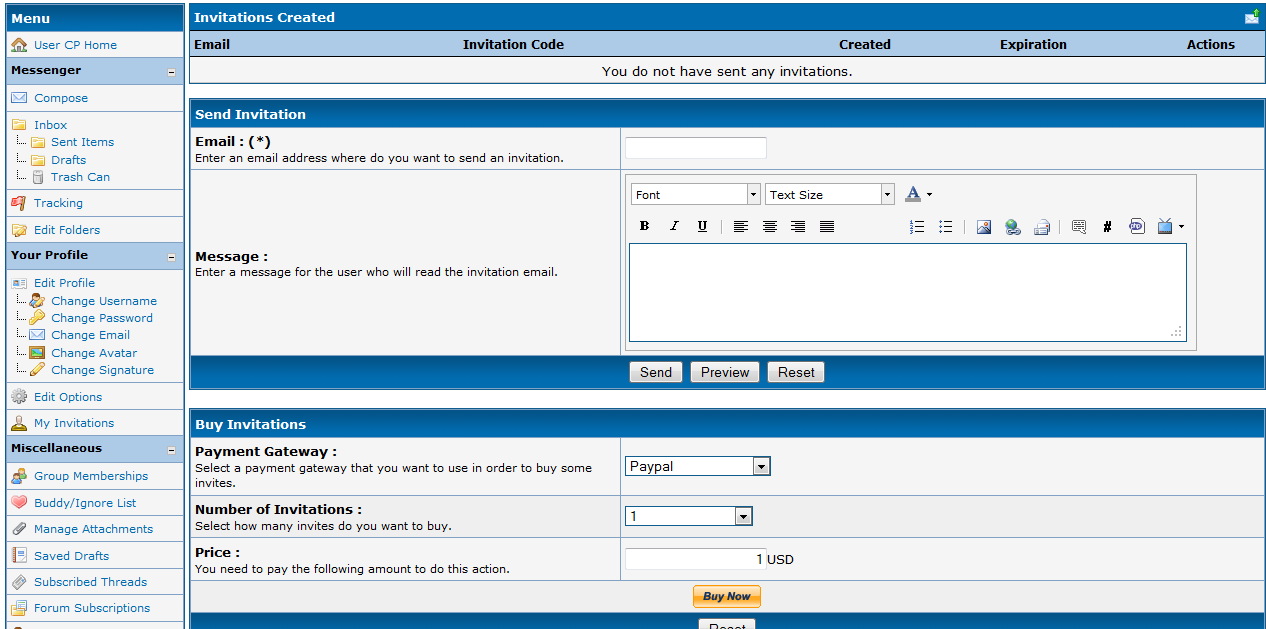 Menu
User CP Home
Messenger
Compose
Inbox
Sent Items
Drafts
Trash Can
Tracking
Edit Folders
Your Profile
Edit Profile
Change Username
Change Password
Change Email
Change Avatar
Change Signature
Edit Options
My Invitations
Miscellaneous
Group Memberships
Buddy/Ignore List
Manage Attachments
Saved Drafts
Subscribed Threads
Forum Subscriptions
Invitations Created
Email Invitation Code Created Expiration Actions
You do not have sent any invitations.
Send Invitation
Email : (*)
Enter an email address where do you want to send an invitation.
Message :
Enter a message for the user who will read the invitation email.
Font Text Size A
B I U #
Send Preview Reset
Buy Invitations
Payment Gateway :
Select a payment gateway that you want to use in order to buy some
invites.
Paypal
Number of Invitations :
Select how many invites do you want to buy.
1
Price :
You need to pay the following amount to do this action.
1 USD
Buy Now
Reset